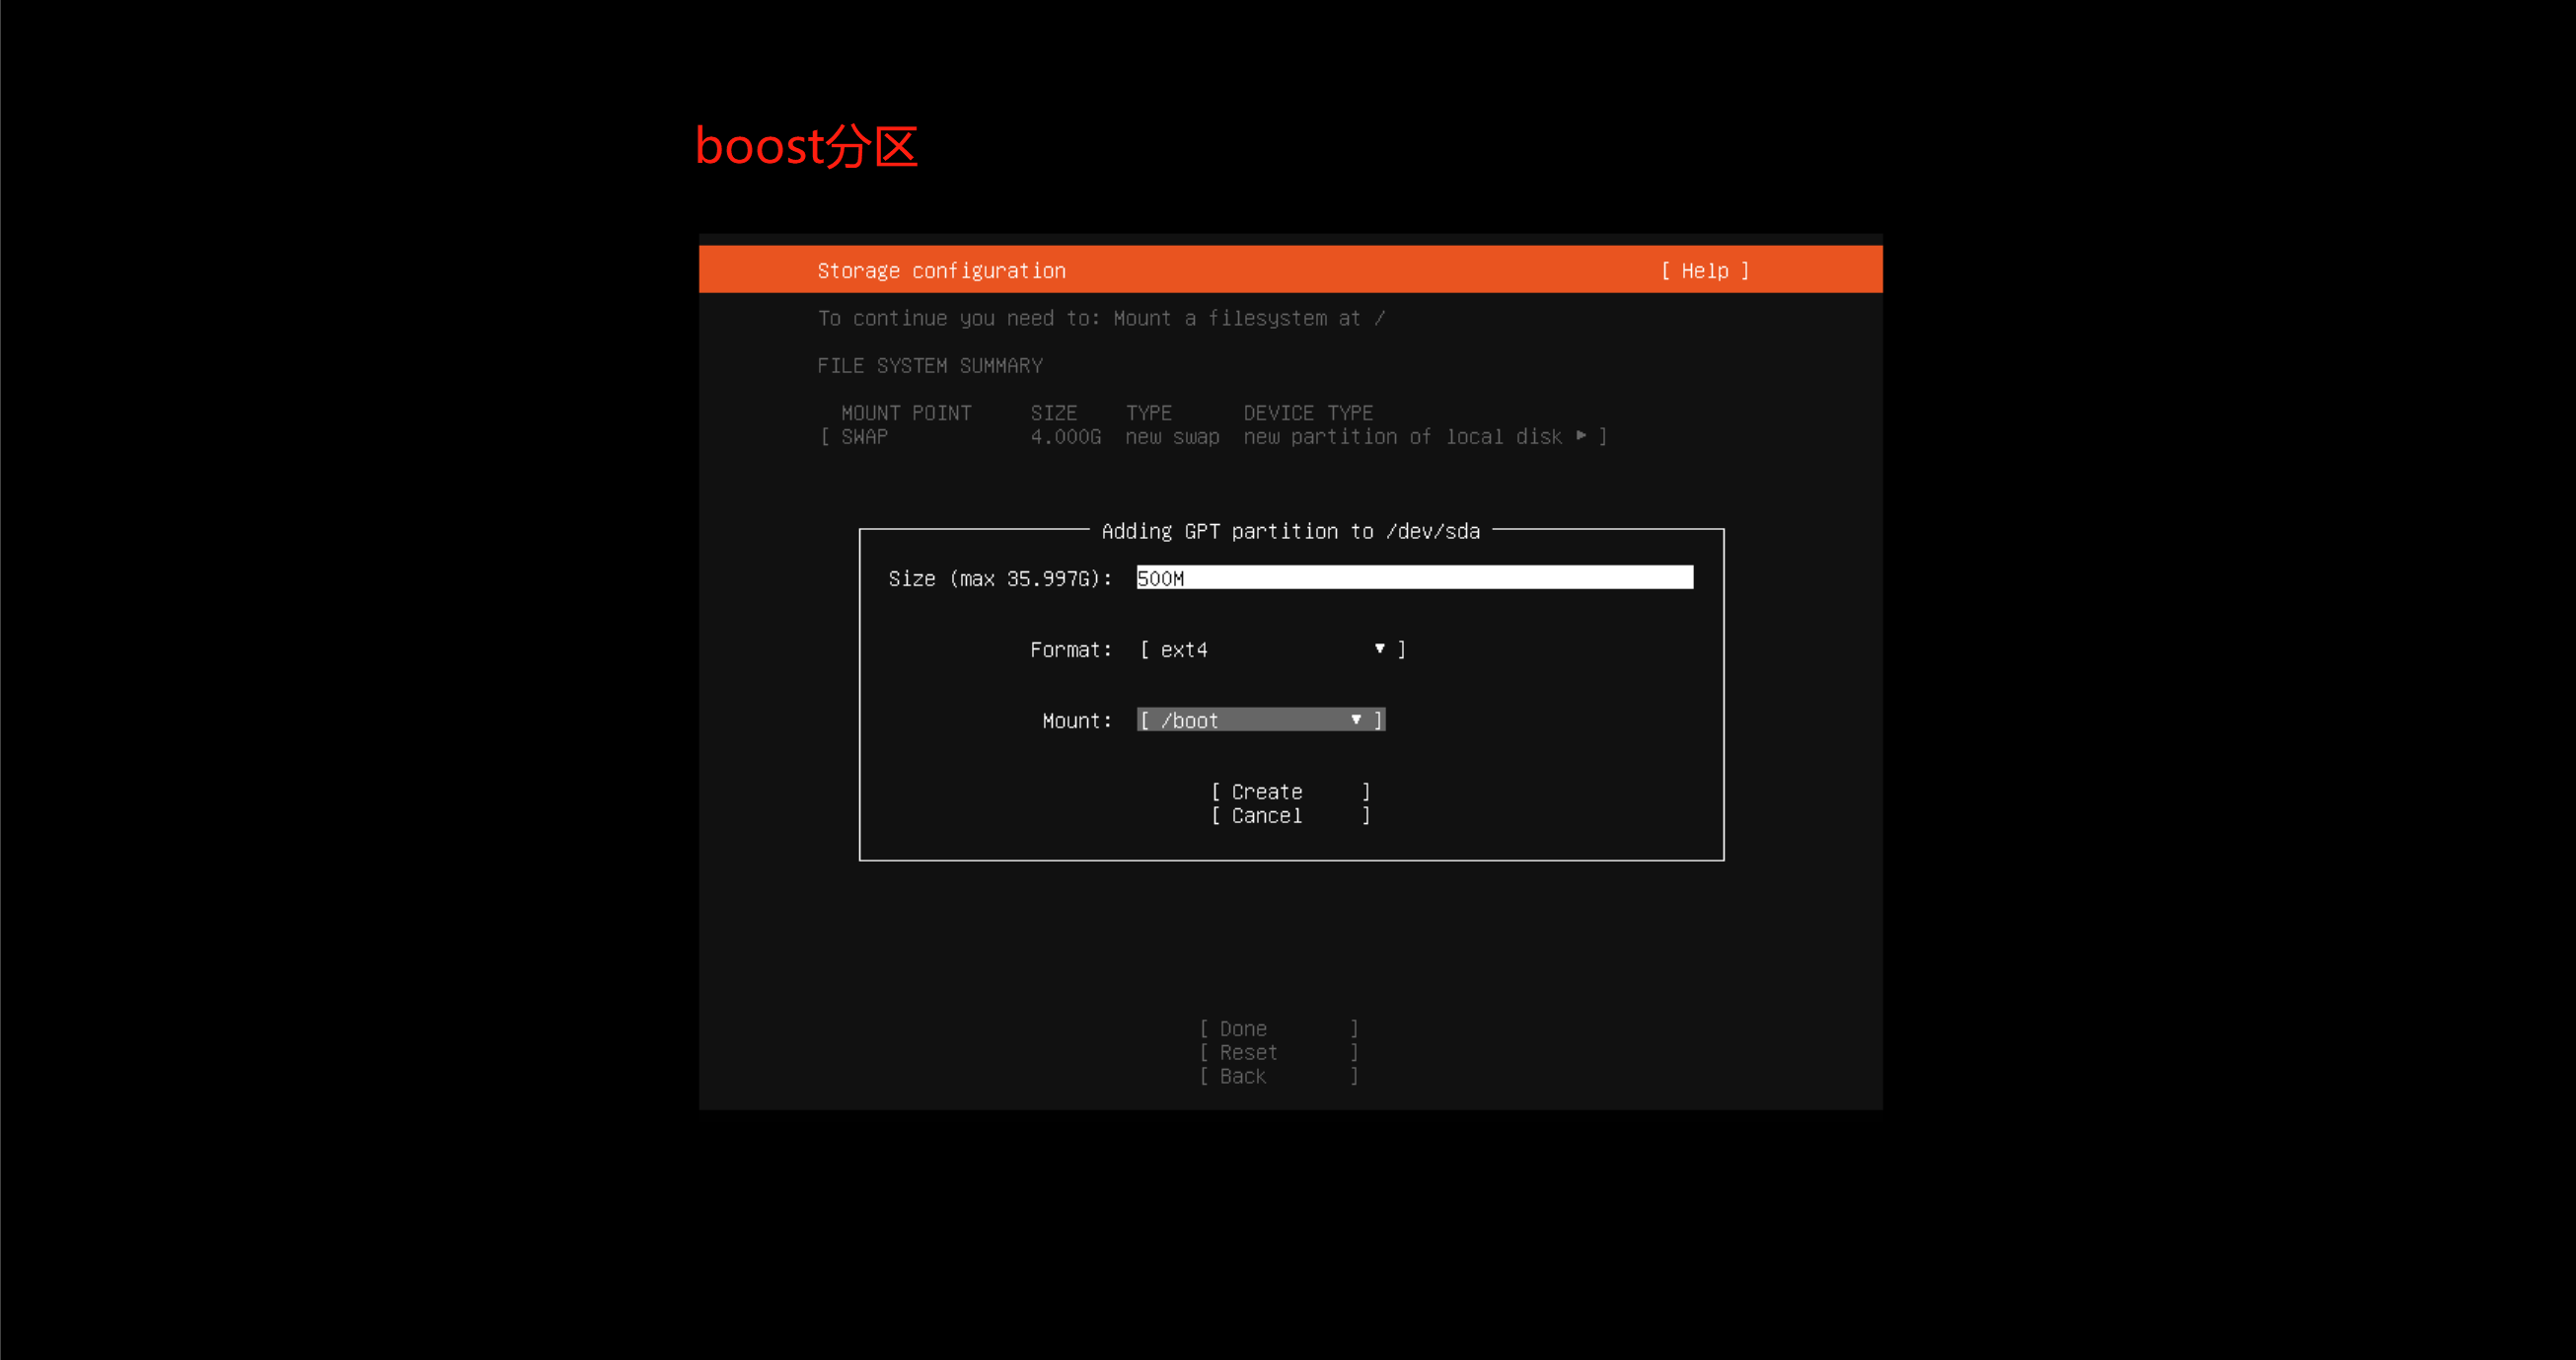 boost分区
Storage configuration [ Help ]
To continue you need to: Mount a filesystem at /
FILE SYSTEM SUMMARY
MOUNT POINT SIZE TYPE DEVICE TYPE
[ SWAP 4.000G new swap new partition of local disk ▸ ]
Adding GPT partition to /dev/sda
Size (max 35.997G): 500M
Format: [ ext4 ▾ ]
Mount: [ /boot ▾ ]
[ Create ]
[ Cancel ]
[ Done ]
[ Reset ]
[ Back ]